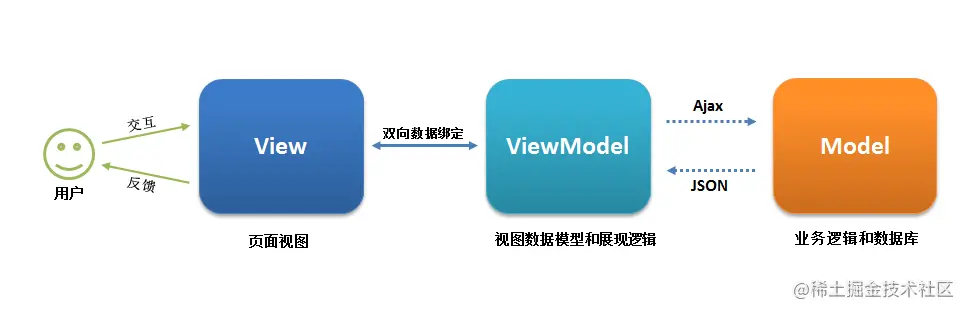 交互
反馈
用户
View
页面视图
双向数据绑定
ViewModel
视图数据模型和展现逻辑
Ajax
JSON
Model
业务逻辑和数据库
@稀土掘金技术社区